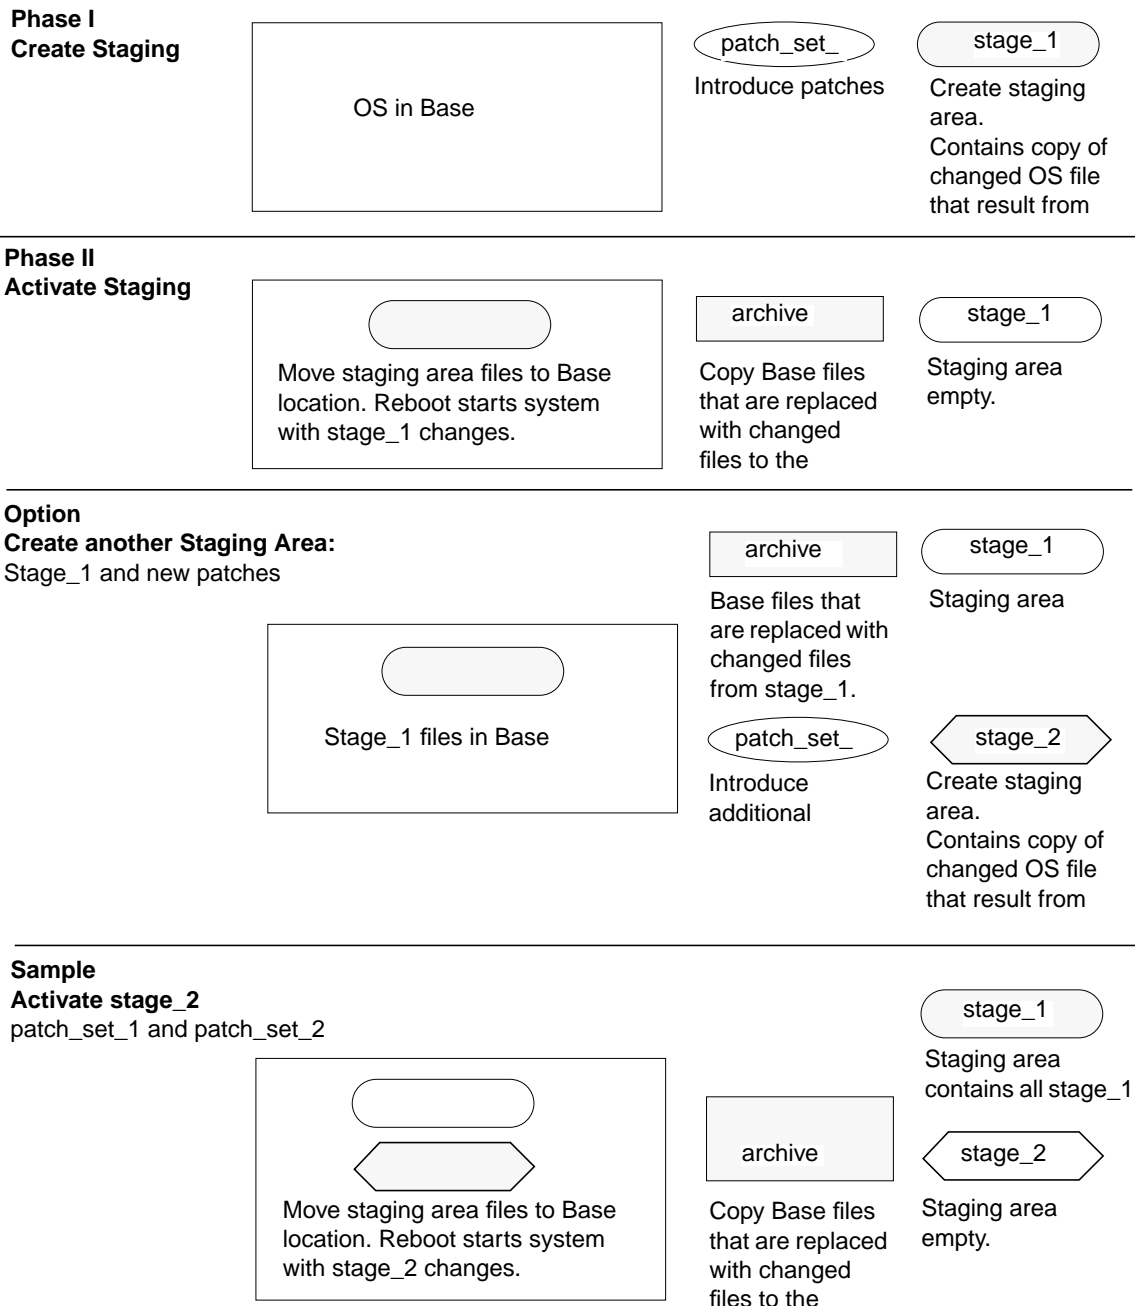 Phase I
Create Staging
OS in Base
patch_set_
Introduce patches
stage_1
Create staging
area.
Contains copy of
changed OS file
that result from
Phase II
Activate Staging
Move staging area files to Base
location. Reboot starts system
with stage_1 changes.
archive
Copy Base files
that are replaced
with changed
files to the
stage_1
Staging area
empty.
Option
Create another Staging Area:
Stage_1 and new patches
Stage_1 files in Base
archive
Base files that
are replaced with
changed files
from stage_1.
stage_1
Staging area
patch_set_
Introduce
additional
stage_2
Create staging
area.
Contains copy of
changed OS file
that result from
Sample
Activate stage_2
patch_set_1 and patch_set_2
Move staging area files to Base
location. Reboot starts system
with stage_2 changes.
archive
Copy Base files
that are replaced
with changed
files to the
stage_1
Staging area
contains all stage_1
stage_2
Staging area
empty.